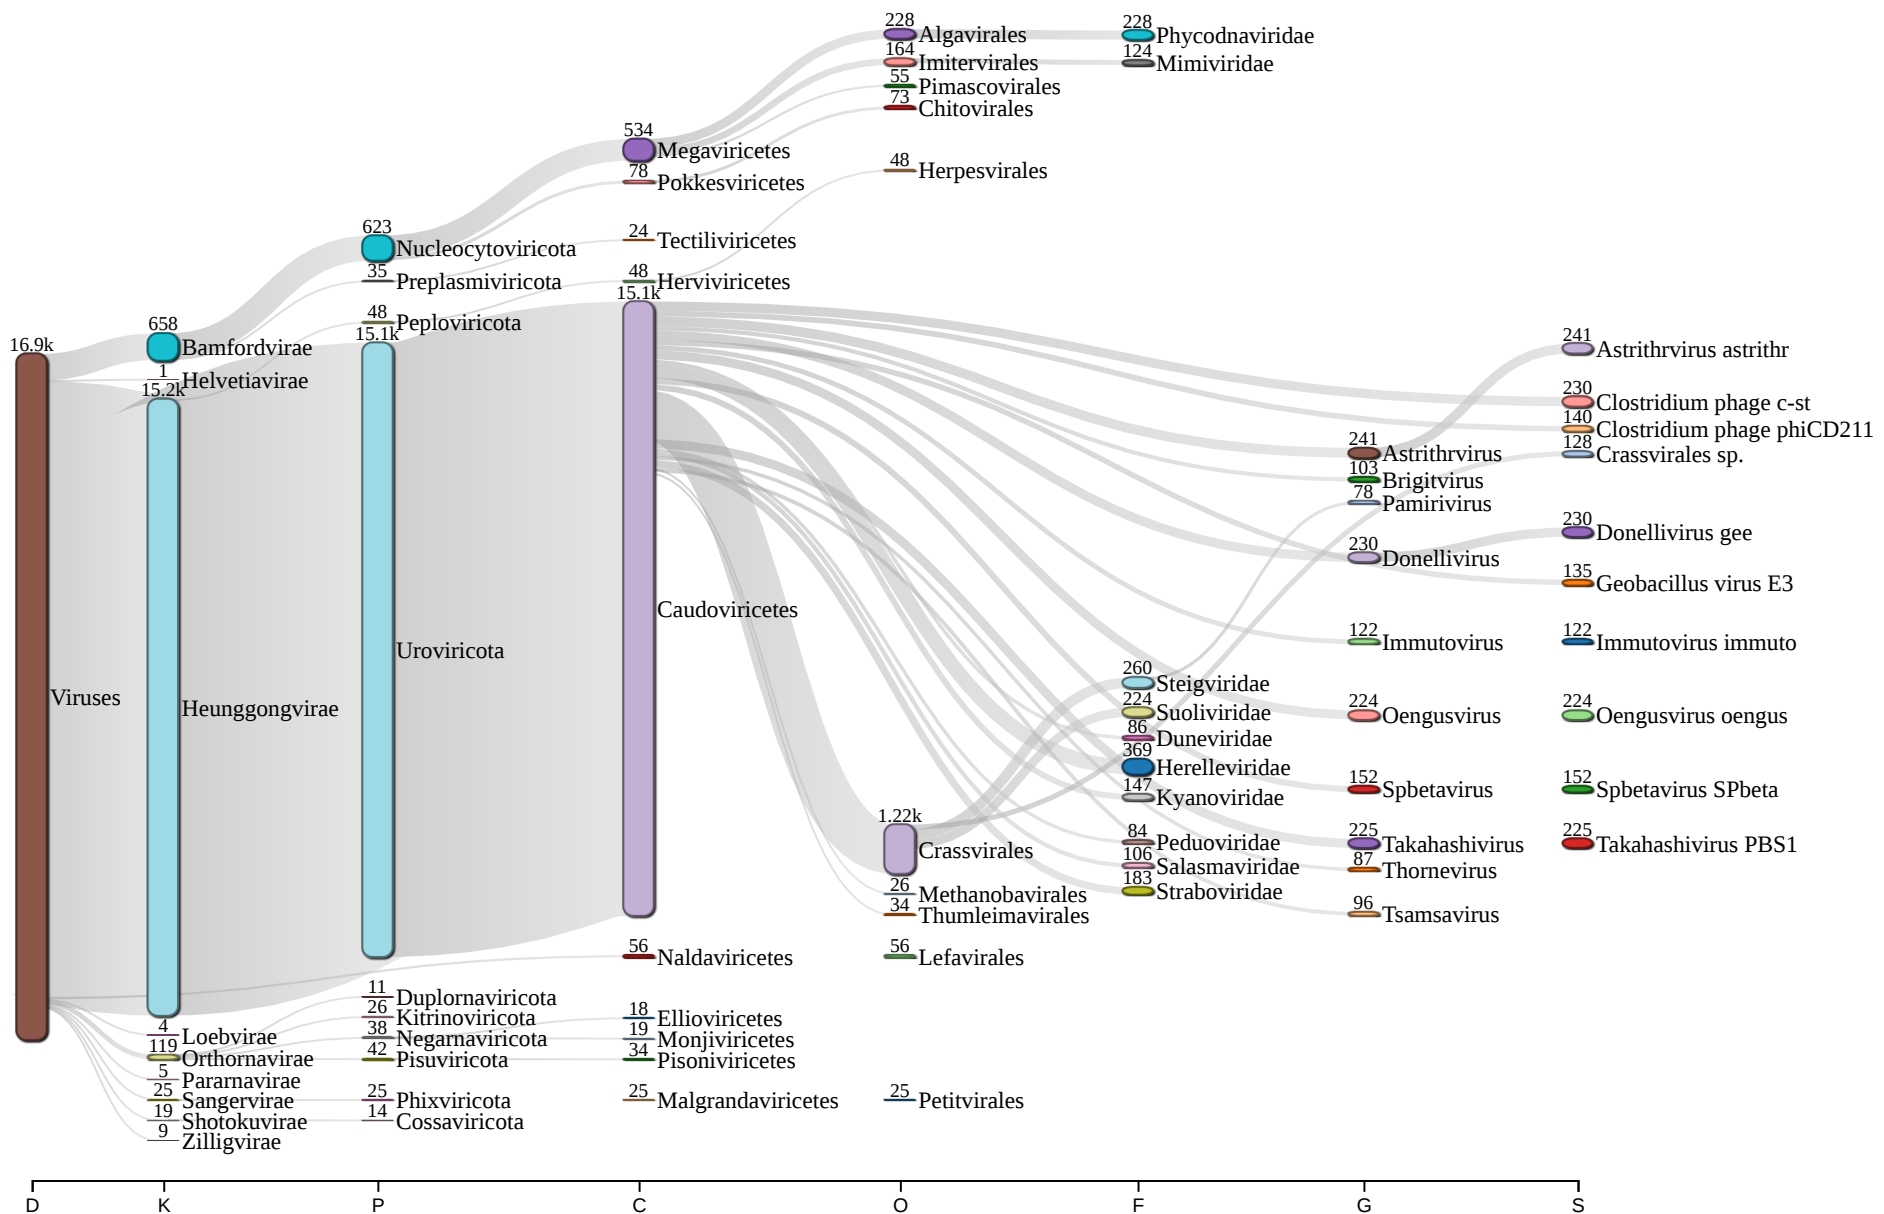 16.9k
Viruses
658
Bamfordvirae
1
Helvetiavirae
15.2k
Heunggongvirae
4
Loebvirae
119
Orthornavirae
5
Pararnavirae
25
Sangervirae
19
Shotokuvirae
9
Zilligvirae
623
Nucleocytoviricota
35
Preplasmiviricota
48
Peploviricota
15.1k
Uroviricota
11
Duplornaviricota
26
Kitrinoviricota
38
Negarnaviricota
42
Pisuviricota
25
Phixviricota
14
Cossaviricota
534
Megaviricetes
78
Pokkesviricetes
24
Tectiliviricetes
48
Herviviricetes
15.1k
Caudoviricetes
56
Naldaviricetes
18
Ellioviricetes
19
Monjiviricetes
34
Pisoniviricetes
25
Malgrandaviricetes
228
Algavirales
164
Imitervirales
55
Pimascovirales
73
Chitovirales
48
Herpesvirales
1.22k
Crassvirales
26
Methanobavirales
34
Thumleimavirales
56
Lefavirales
25
Petitvirales
228
Phycodnaviridae
124
Mimiviridae
260
Steigviridae
224
Suoliviridae
86
Duneviridae
369
Herelleviridae
147
Kyanoviridae
84
Peduoviridae
106
Salasmaviridae
183
Straboviridae
241
Astrithrvirus
103
Brigitvirus
78
Pamirivirus
230
Donellivirus
122
Immutovirus
224
Oengusvirus
152
Spbetavirus
225
Takahashivirus
87
Thornevirus
96
Tsamsavirus
241
Astrithrvirus astrithr
230
Clostridium phage c-st
140
Clostridium phage phiCD211
128
Crassvirales sp.
230
Donellivirus gee
135
Geobacillus virus E3
122
Immutovirus immuto
224
Oengusvirus oengus
152
Spbetavirus SPbeta
225
Takahashivirus PBS1
D K P C O F G S